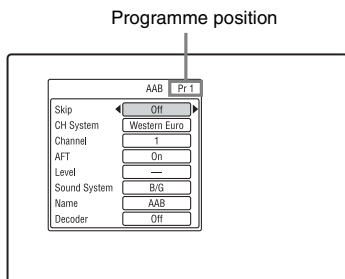 Programme position
AAB Pr 1
Skip Off
CH System Western Euro
Channel 1
AFT On
Level —
Sound System B/G
Name AAB
Decoder Off